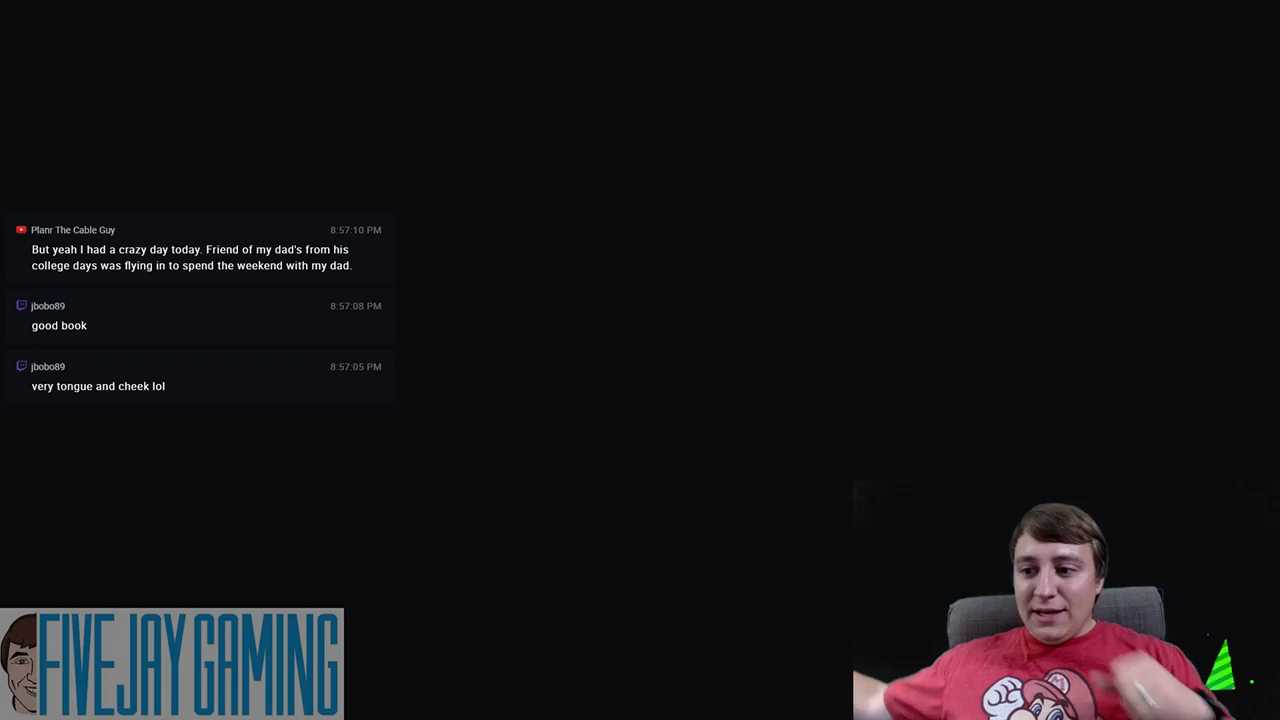 Planr The Cable Guy 8:57:10 PM
But yeah I had a crazy day today. Friend of my dad's from his
college days was flying in to spend the weekend with my dad.
jbobo89 8:57:08 PM
good book
jbobo89 8:57:05 PM
very tongue and cheek lol
FIVEJAY GAMING
M